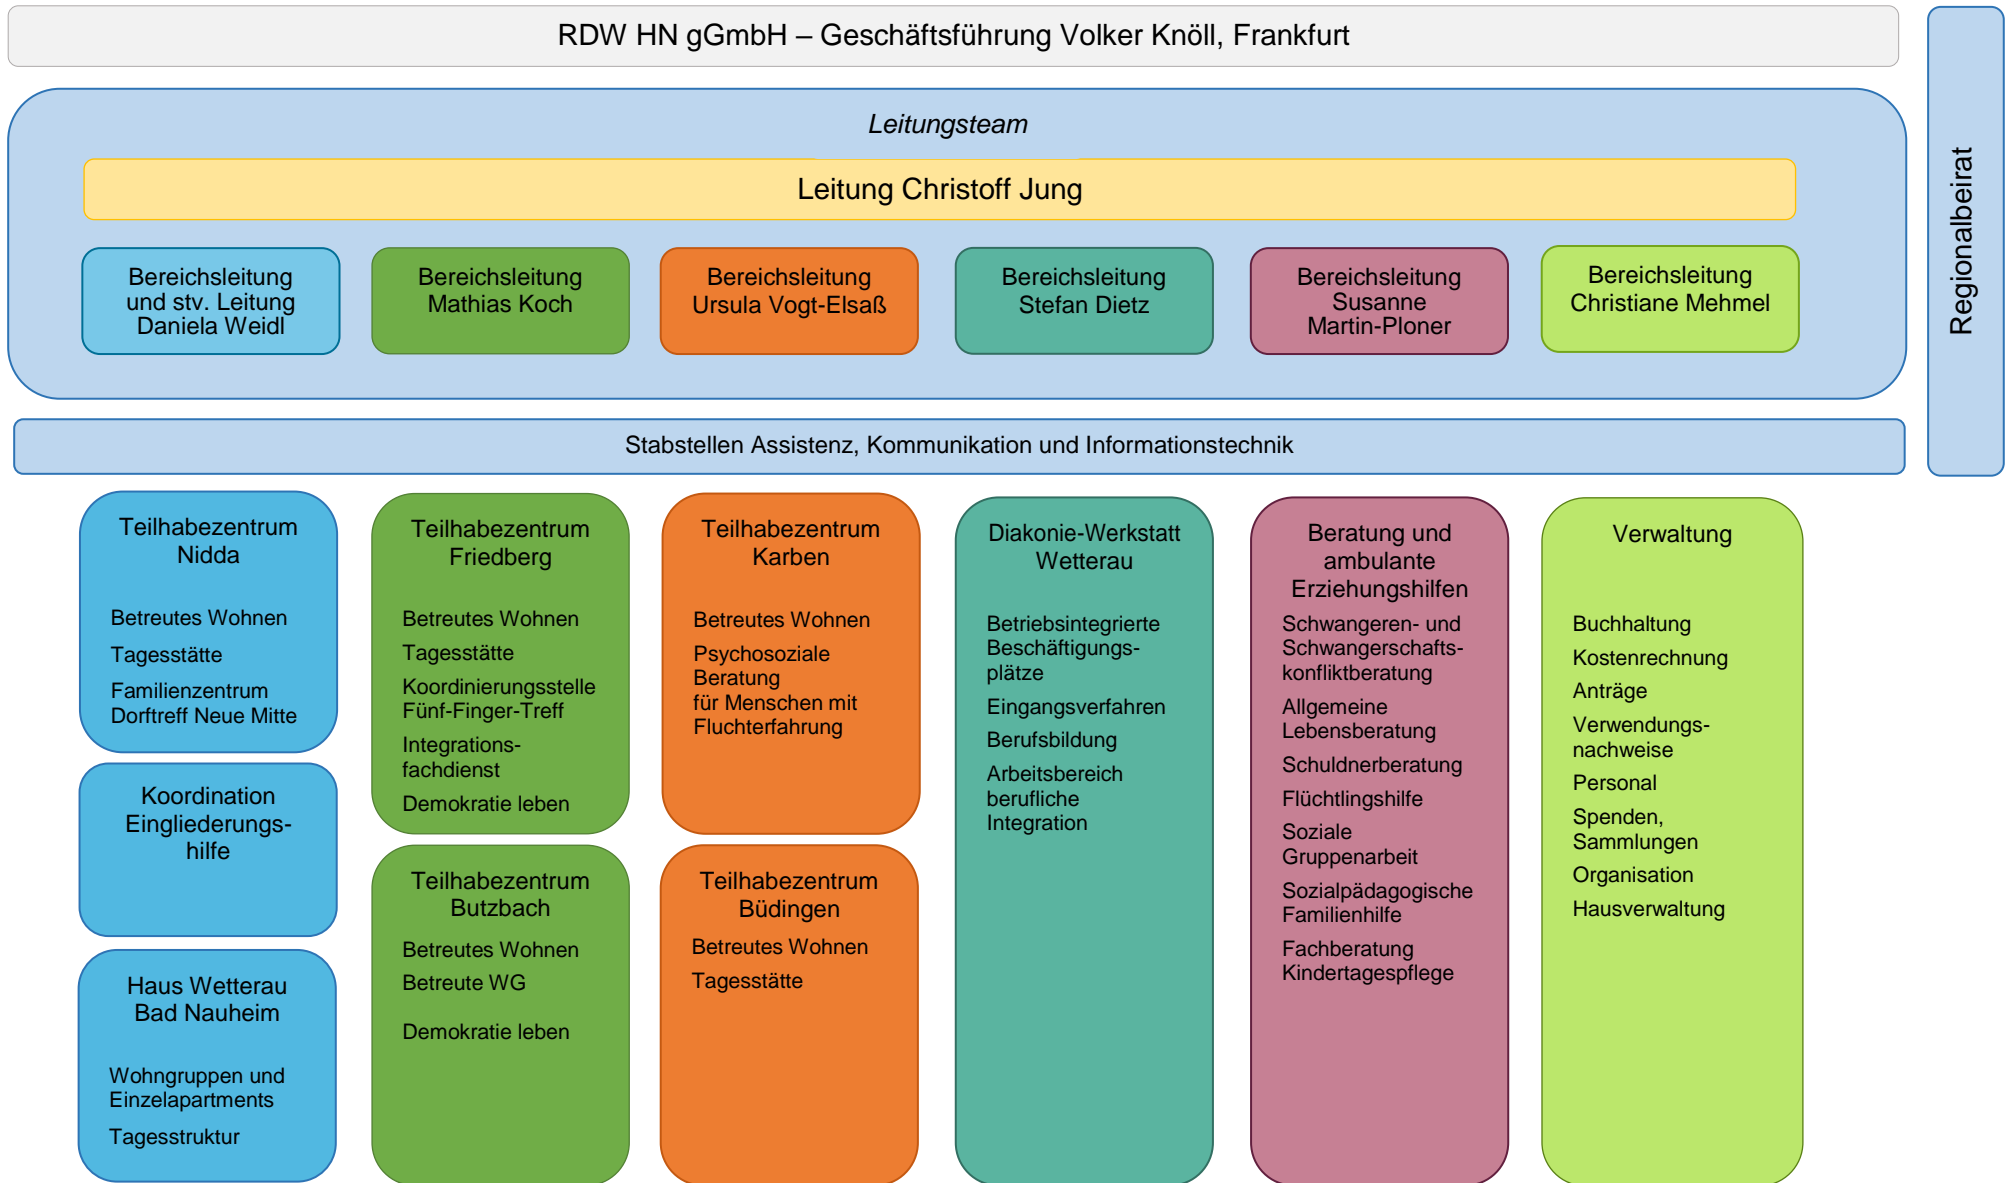 RDW HN gGmbH – Geschäftsführung Volker Knöll, Frankfurt
Regionalbeirat
Leitungsteam
Leitung Christoff Jung
Bereichsleitung
und stv. Leitung
Daniela Weidl
Bereichsleitung
Mathias Koch
Bereichsleitung
Ursula Vogt-Elsaß
Bereichsleitung
Stefan Dietz
Bereichsleitung
Susanne
Martin-Ploner
Bereichsleitung
Christiane Mehmel
Stabstellen Assistenz, Kommunikation und Informationstechnik
Teilhabezentrum
Nidda
Betreutes Wohnen
Tagesstätte
Familienzentrum
Dorftreff Neue Mitte
Koordination
Eingliederungs-
hilfe
Haus Wetterau
Bad Nauheim
Wohngruppen und
Einzelapartments
Tagesstruktur
Teilhabezentrum
Friedberg
Betreutes Wohnen
Tagesstätte
Koordinierungsstelle
Fünf-Finger-Treff
Integrations-
fachdienst
Demokratie leben
Teilhabezentrum
Butzbach
Betreutes Wohnen
Betreute WG
Demokratie leben
Teilhabezentrum
Karben
Betreutes Wohnen
Psychosoziale
Beratung
für Menschen mit
Fluchterfahrung
Teilhabezentrum
Büdingen
Betreutes Wohnen
Tagesstätte
Diakonie-Werkstatt
Wetterau
Betriebsintegrierte
Beschäftigungs-
plätze
Eingangsverfahren
Berufsbildung
Arbeitsbereich
berufliche
Integration
Beratung und
ambulante
Erziehungshilfen
Schwangeren- und
Schwangerschafts-
konfliktberatung
Allgemeine
Lebensberatung
Schuldnerberatung
Flüchtlingshilfe
Soziale
Gruppenarbeit
Sozialpädagogische
Familienhilfe
Fachberatung
Kindertagespflege
Verwaltung
Buchhaltung
Kostenrechnung
Anträge
Verwendungs-
nachweise
Personal
Spenden,
Sammlungen
Organisation
Hausverwaltung